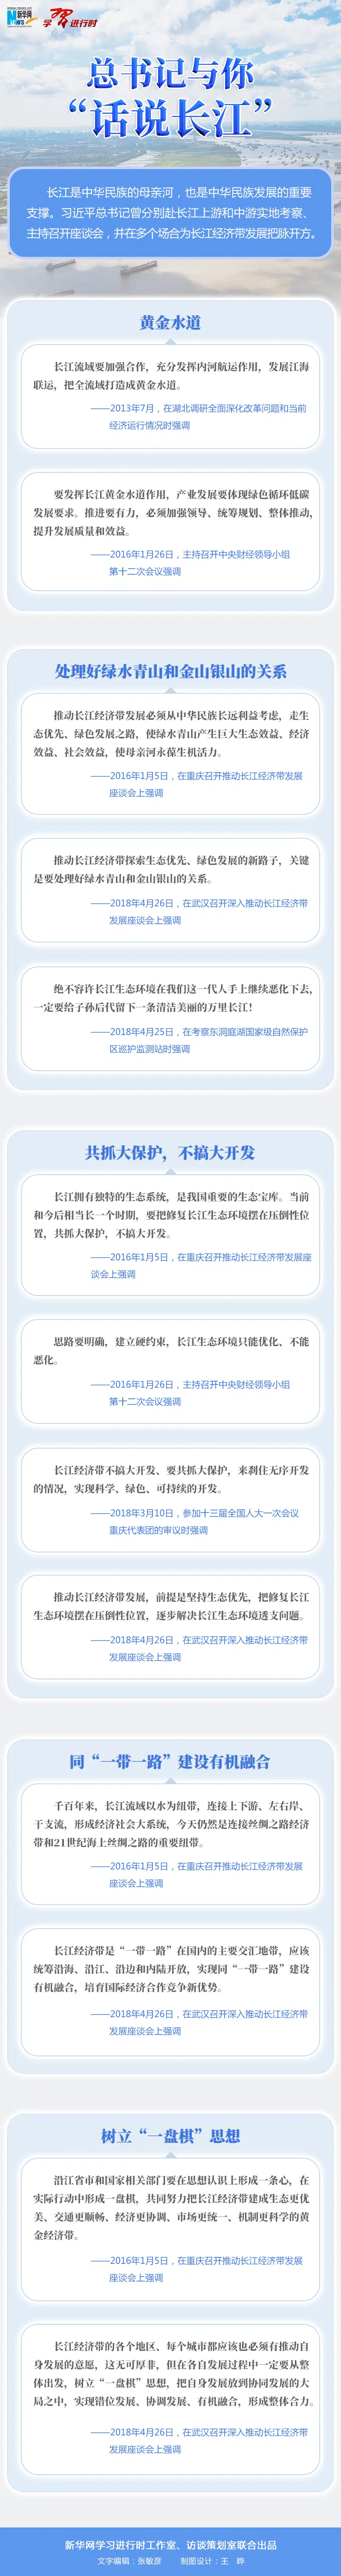 WWW.NEWS.CN
新华网
NEWS
学习进行时
总书记与你
“话说长江”
长江是中华民族的母亲河，也是中华民族发展的重要
支撑。习近平总书记曾分别赴长江上游和中游实地考察、
主持召开座谈会，并在多个场合为长江经济带发展把脉开方。
黄金水道
长江流域要加强合作，充分发挥内河航运作用，发展江海
联运，把全流域打造成黄金水道。
——2013年7月，在湖北调研全面深化改革问题和当前
经济运行情况时强调
要发挥长江黄金水道作用，产业发展要体现绿色循环低碳
发展要求。推进要有力，必须加强领导、统筹规划、整体推动，
提升发展质量和效益。
——2016年1月26日，主持召开中央财经领导小组
第十二次会议强调
处理好绿水青山和金山银山的关系
推动长江经济带发展必须从中华民族长远利益考虑，走生
态优先、绿色发展之路，使绿水青山产生巨大生态效益、经济
效益、社会效益，使母亲河永葆生机活力。
——2016年1月5日，在重庆召开推动长江经济带发展
座谈会上强调
推动长江经济带探索生态优先、绿色发展的新路子，关键
是要处理好绿水青山和金山银山的关系。
——2018年4月26日，在武汉召开深入推动长江经济带
发展座谈会上强调
绝不容许长江生态环境在我们这一代人手上继续恶化下去，
一定要给子孙后代留下一条清洁美丽的万里长江！
——2018年4月25日，在考察东洞庭湖国家级自然保护
区巡护监测站时强调
共抓大保护，不搞大开发
长江拥有独特的生态系统，是我国重要的生态宝库。当前
和今后相当长一个时期，要把修复长江生态环境摆在压倒性位
置，共抓大保护，不搞大开发。
——2016年1月5日，在重庆召开推动长江经济带发展座
谈会上强调
思路要明确，建立硬约束，长江生态环境只能优化、不能
恶化。
——2016年1月26日，主持召开中央财经领导小组
第十二次会议强调
长江经济带不搞大开发、要共抓大保护，来刹住无序开发
的情况，实现科学、绿色、可持续的开发。
——2018年3月10日，参加十三届全国人大一次会议
重庆代表团的审议时强调
推动长江经济带发展，前提是坚持生态优先，把修复长江
生态环境摆在压倒性位置，逐步解决长江生态环境透支问题。
——2018年4月26日，在武汉召开深入推动长江经济带
发展座谈会上强调
同“一带一路”建设有机融合
千百年来，长江流域以水为纽带，连接上下游、左右岸、
干支流，形成经济社会大系统，今天仍然是连接丝绸之路经济
带和21世纪海上丝绸之路的重要纽带。
——2016年1月5日，在重庆召开推动长江经济带发展
座谈会上强调
长江经济带是“一带一路”在国内的主要交汇地带，应该
统筹沿海、沿江、沿边和内陆开放，实现同“一带一路”建设
有机融合，培育国际经济合作竞争新优势。
——2018年4月26日，在武汉召开深入推动长江经济带
发展座谈会上强调
树立“一盘棋”思想
沿江省市和国家相关部门要在思想认识上形成一条心，在
实际行动中形成一盘棋，共同努力把长江经济带建成生态更优
美、交通更顺畅、经济更协调、市场更统一、机制更科学的黄
金经济带。
——2016年1月5日，在重庆召开推动长江经济带发展
座谈会上强调
长江经济带的各个地区、每个城市都应该也必须有推动自
身发展的意愿，这无可厚非，但在各自发展过程中一定要从整
体出发，树立“一盘棋”思想，把自身发展放到协同发展的大
局之中，实现错位发展、协调发展、有机融合，形成整体合力。
——2018年4月26日，在武汉召开深入推动长江经济带
发展座谈会上强调
新华网学习进行时工作室、访谈策划室联合出品
文字编辑：张敏彦 制图设计：王 晔